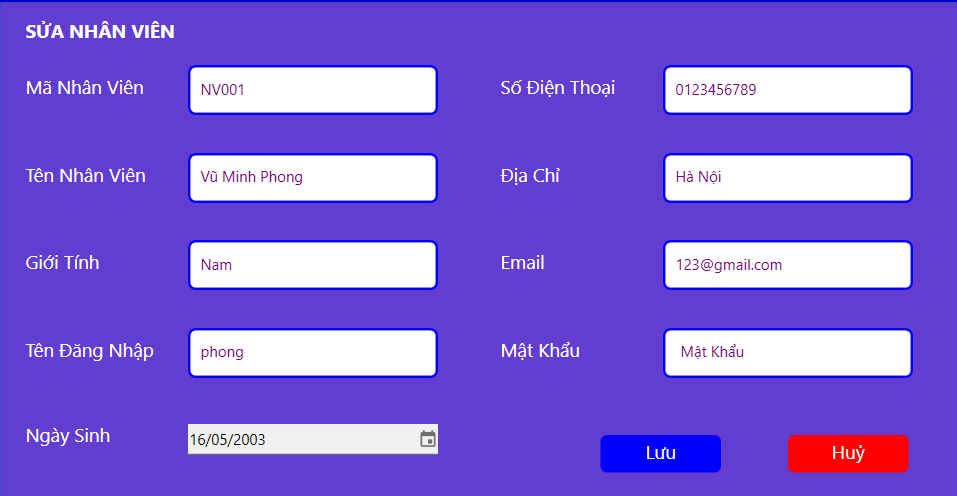 SỬA NHÂN VIÊN
Mã Nhân Viên NV001 Số Điện Thoại 0123456789
Tên Nhân Viên Vũ Minh Phong Địa Chỉ Hà Nội
Giới Tính Nam Email 123@gmail.com
Tên Đăng Nhập phong Mật Khẩu Mật Khẩu
Ngày Sinh 16/05/2003 Lưu Huỷ